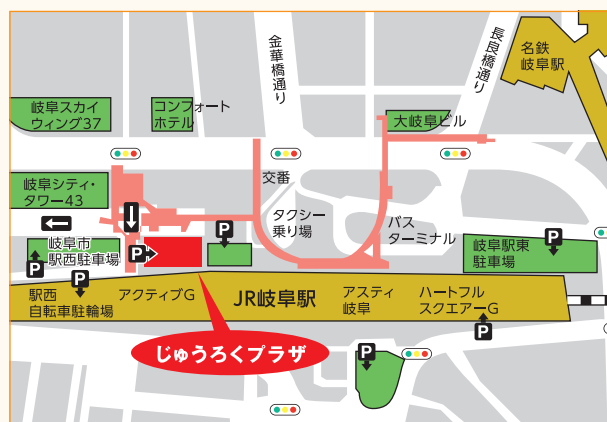 金華橋通り
長良橋通り
名鉄
岐阜駅
岐阜スカイ
ウィング37
コンフォート
ホテル
大岐阜ビル
岐阜シティ・
タワー43
交番
タクシー
乗り場
バス
ターミナル
岐阜市
駅西駐車場
P
P
P
P
岐阜駅東
駐車場
P
駅西
自転車駐輪場
アクティブG
JR岐阜駅
アスティ
岐阜
ハートフル
スクエアーG
P
じゅうろくプラザ
P